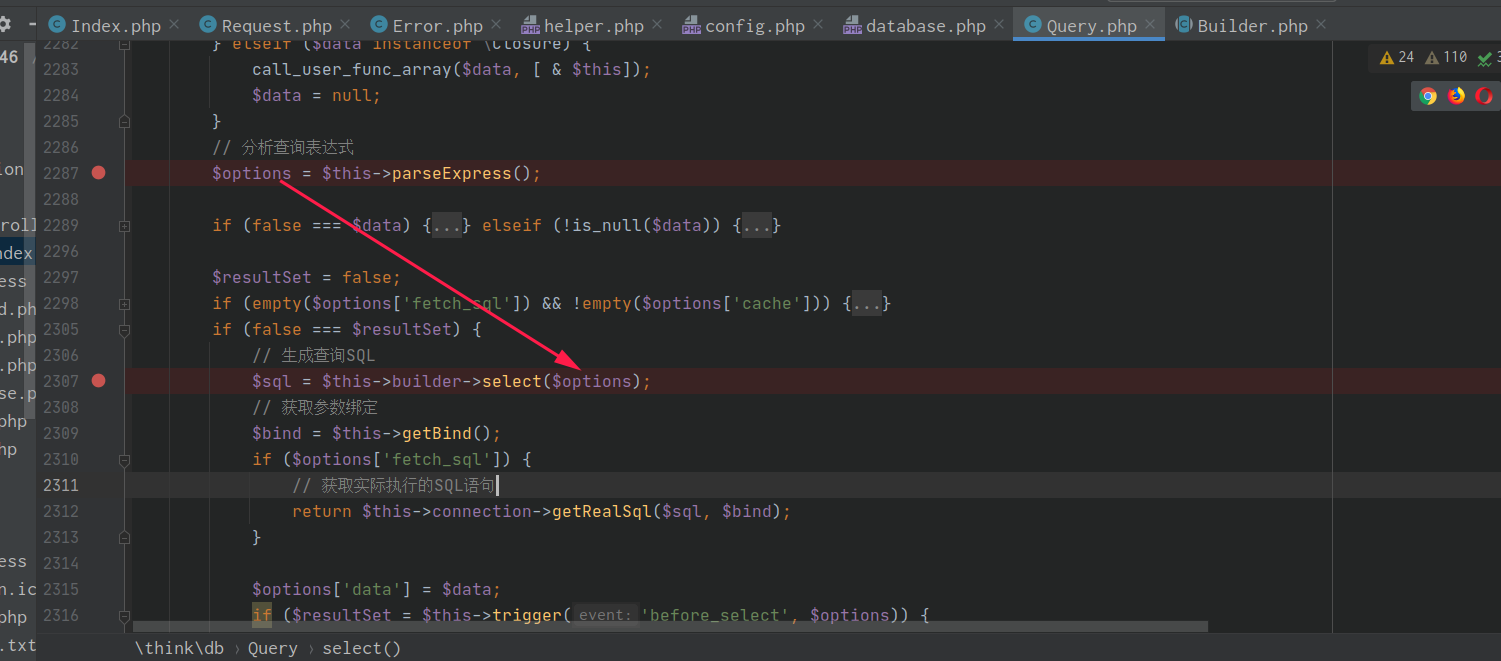 Index.php Request.php Error.php helper.php config.php database.php Query.php Builder.php
2282 } elseif ($data instanceof \Closure) {
46 2283 call_user_func_array($data, [ & $this]);
24 110
2284 $data = null;
2285 }
2286 // 分析查询表达式
ion 2287 $options = $this->parseExpress();
2288
roll 2289 if (false === $data) {...} elseif (!is_null($data)) {...}
ndex 2296
ess 2297 $resultSet = false;
d.ph 2298 if (empty($options['fetch_sql']) && !empty($options['cache'])) {...}
.php 2305 if (false === $resultSet) {
.php 2306 // 生成查询SQL
se.p 2307 $sql = $this->builder->select($options);
php 2308 // 获取参数绑定
hp 2309 $bind = $this->getBind();
2310 if ($options['fetch_sql']) {
2311 // 获取实际执行的SQL语句
2312 return $this->connection->getRealSql($sql, $bind);
2313 }
ess 2314
n.ic 2315 $options['data'] = $data;
php 2316 if ($resultSet = $this->trigger( event: 'before_select', $options)) {
.txt \think\db › Query › select()